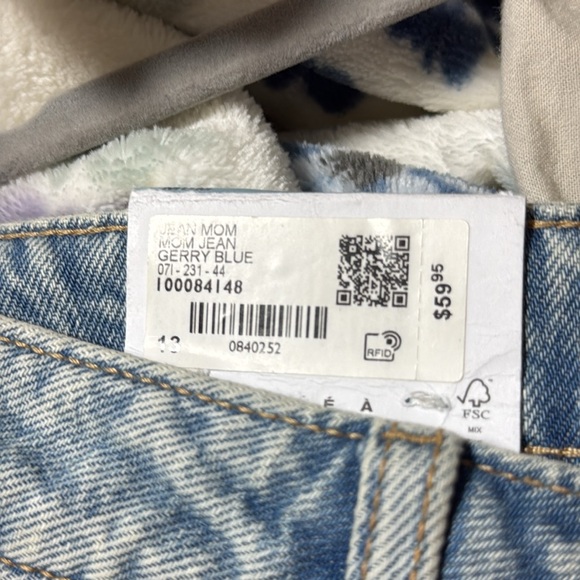 JEAN MOM
MOM JEAN
GERRY BLUE
071 - 231 - 44
100084148
$59.95
0840252
RFID
É À
FSC
MIX